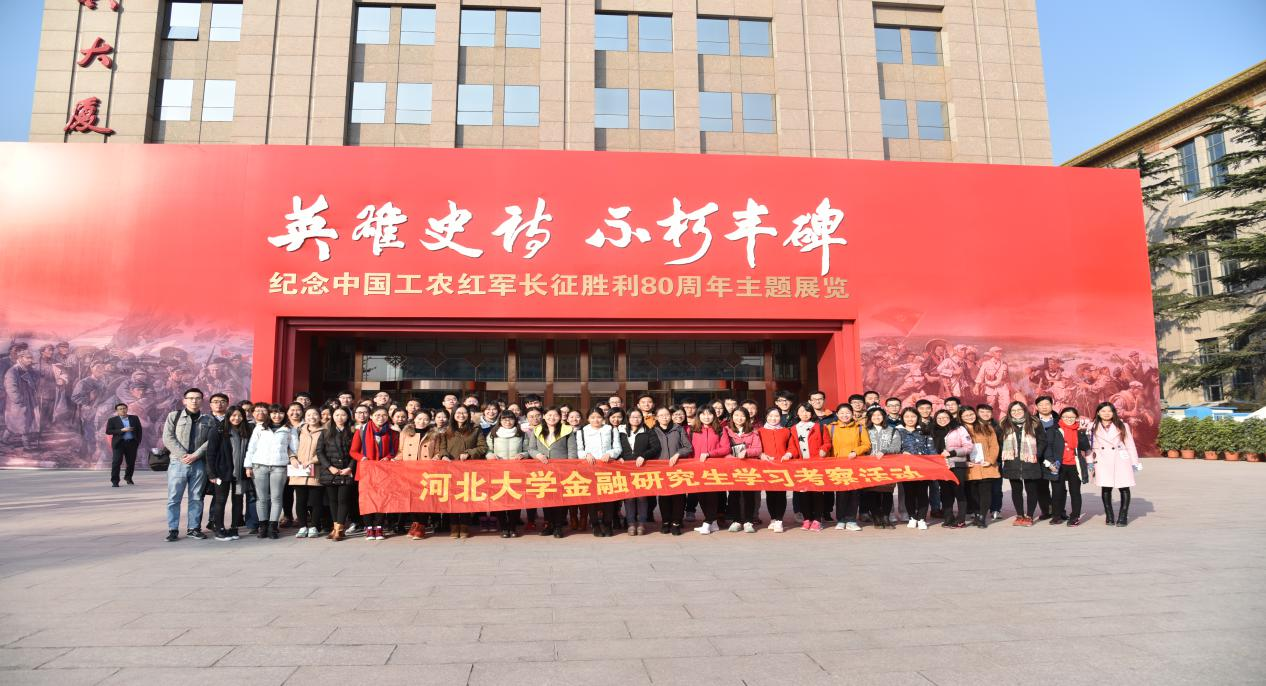 大厦
英雄史诗 不朽丰碑
纪念中国工农红军长征胜利80周年主题展览
河北大学金融研究生学习考察活动